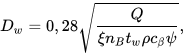 D_w = 0,28 \sqrt{\frac{Q}{\xi n_B t_w \rho c_\beta \psi}},